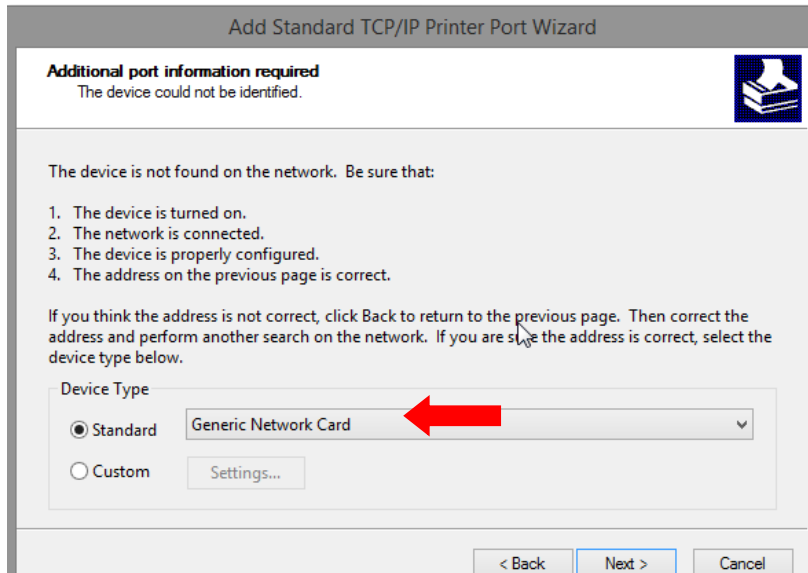 Add Standard TCP/IP Printer Port Wizard
Additional port information required
The device could not be identified.
The device is not found on the network.  Be sure that:
1.  The device is turned on.
2.  The network is connected.
3.  The device is properly configured.
4.  The address on the previous page is correct.
If you think the address is not correct, click Back to return to the previous page.  Then correct the
address and perform another search on the network.  If you are sure the address is correct, select the
device type below.
Device Type
Standard
Generic Network Card
Custom
Settings...
< Back
Next >
Cancel